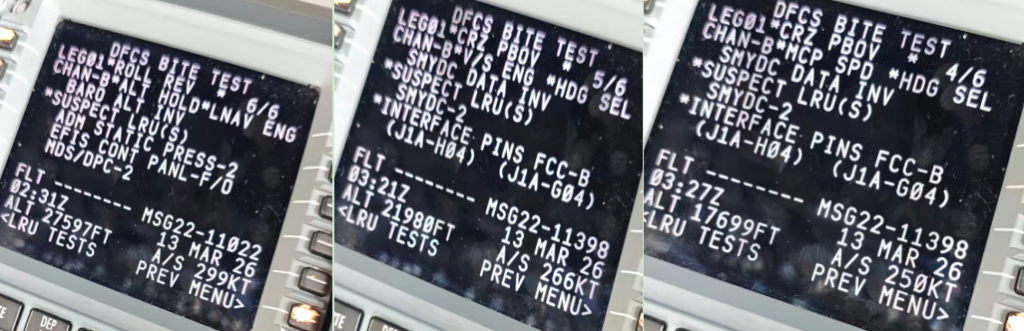 DFCS BITE TEST
LEG01*ROLL REV * 6/6
CHAN-B*ALT HOLD*LNAV ENG
BARO ALT INV
*SUSPECT LRU(S)
ADM STATIC PRESS-2
EFIS CONT PANL-F/O
MDS/DPC-2
FLT _______ MSG22-11022
02:31Z 13 MAR 26
ALT 27597FT A/S 299KT
<LRU TESTS PREV MENU>
DEP
DFCS BITE TEST
LEG01*CRZ PBOV * 5/6
CHAN-B*V/S ENG *HDG SEL
SMYDC DATA INV
*SUSPECT LRU(S)
SMYDC-2
*INTERFACE PINS FCC-B
(J1A-H04) (J1A-G04)
FLT _______ MSG22-11398
03:21Z 13 MAR 26
ALT 21980FT A/S 266KT
<LRU TESTS PREV MENU>
DFCS BITE TEST
LEG01*CRZ PBOV * 4/6
CHAN-B*MCP SPD *HDG SEL
SMYDC DATA INV
*SUSPECT LRU(S)
SMYDC-2
*INTERFACE PINS FCC-B
(J1A-H04) (J1A-G04)
FLT _______ MSG22-11398
03:27Z 13 MAR 26
ALT 17699FT A/S 250KT
<LRU TESTS PREV MENU>